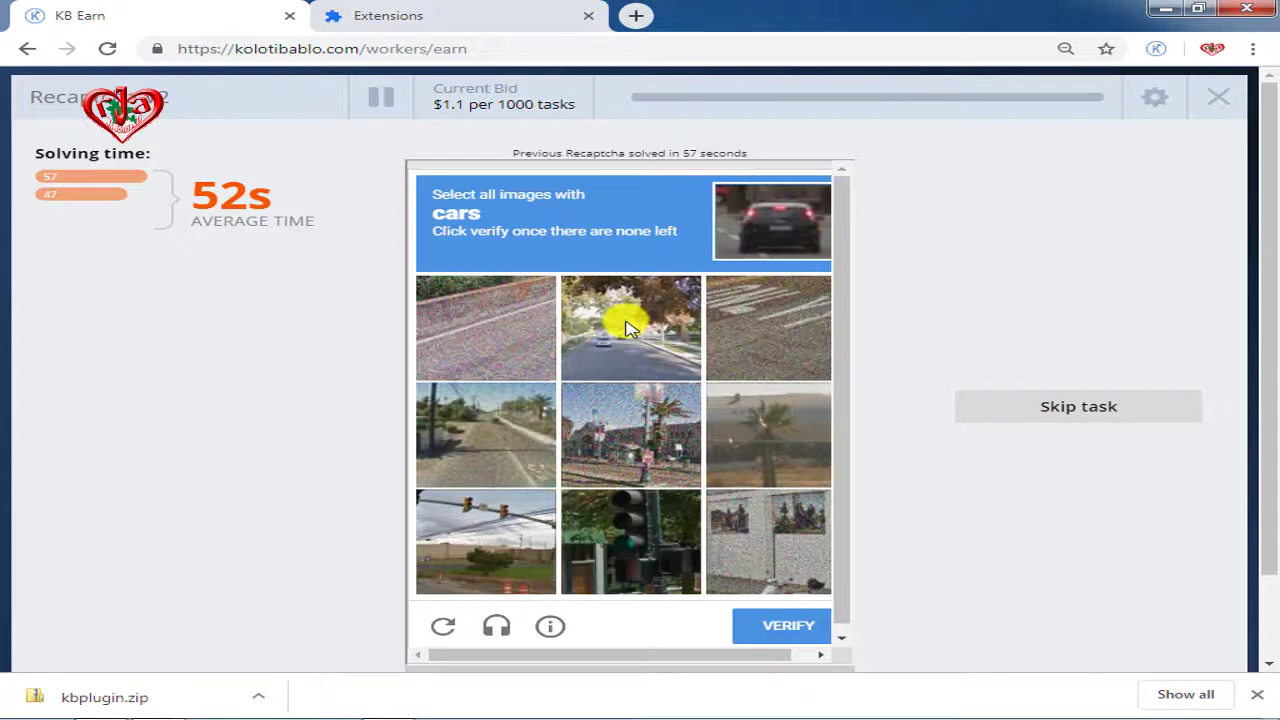 KB Earn
Extensions
https://kolotibablo.com/workers/earn
Current Bid
$1.1 per 1000 tasks
Solving time:
57
47
52s
AVERAGE TIME
Previous Recaptcha solved in 57 seconds
Select all images with
cars
Click verify once there are none left
Skip task
VERIFY
kbplugin.zip
Show all